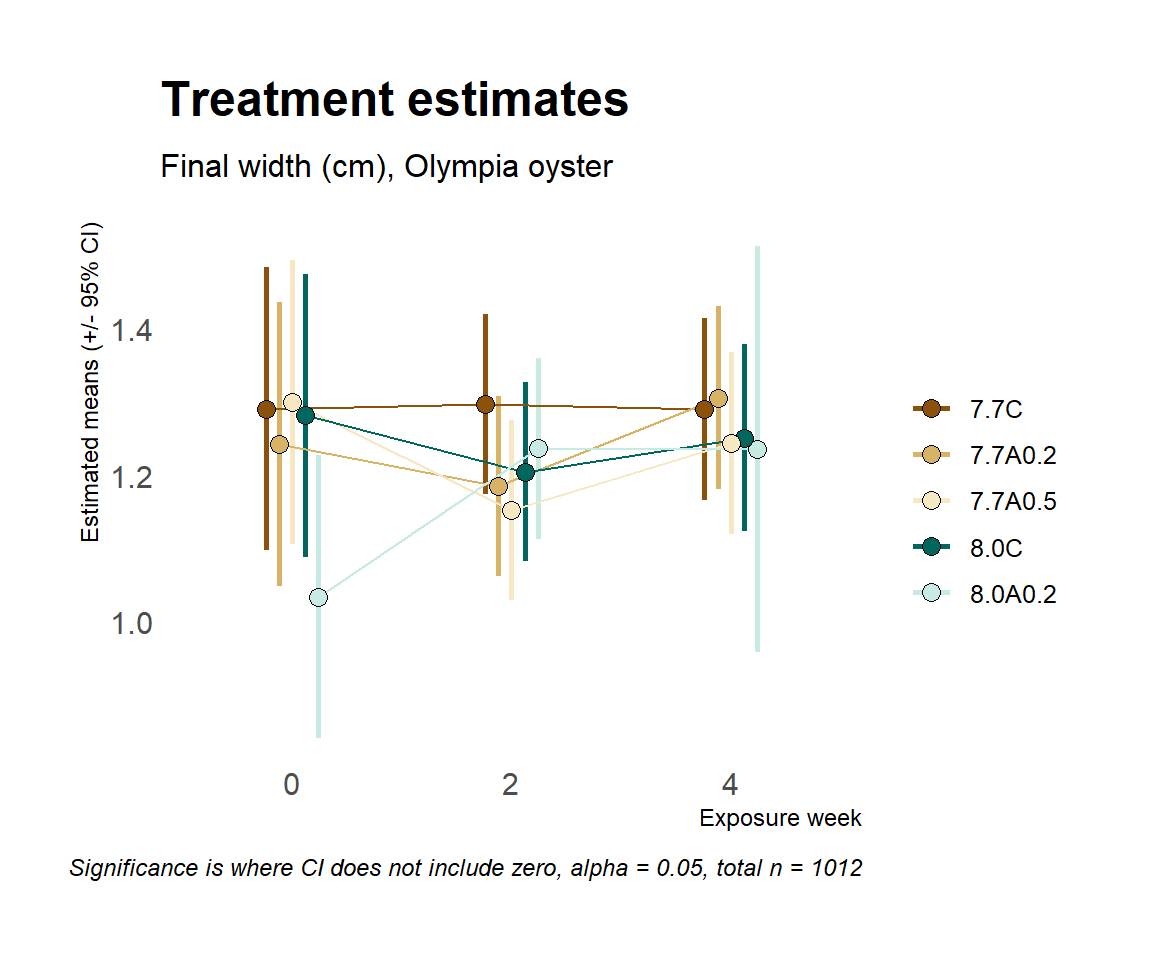 Treatment estimates
Final width (cm), Olympia oyster
Estimated means (+/- 95% CI)
1.4
1.2
1.0
0 2 4
Exposure week
7.7C
7.7A0.2
7.7A0.5
8.0C
8.0A0.2
Significance is where CI does not include zero, alpha = 0.05, total n = 1012